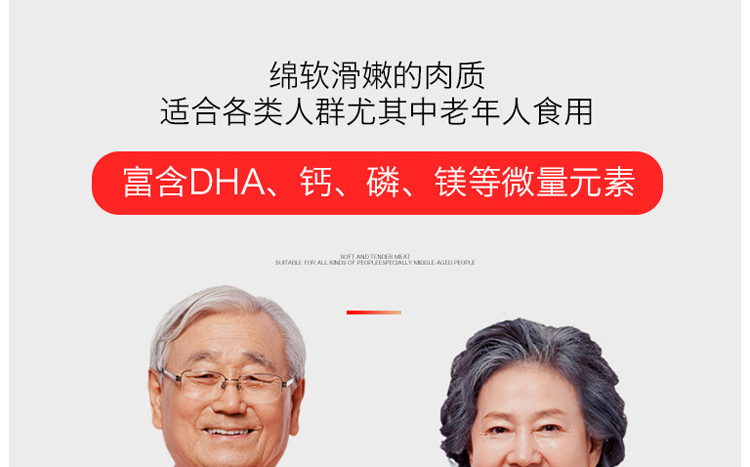 绵软滑嫩的肉质
适合各类人群尤其中老年人食用
富含DHA、钙、磷、镁等微量元素
SOFT AND TENDER MEAT
SUITABLE FOR ALL KINDS OF PEOPLEESPECIALLY MIDDLE-AGED PEOPLE